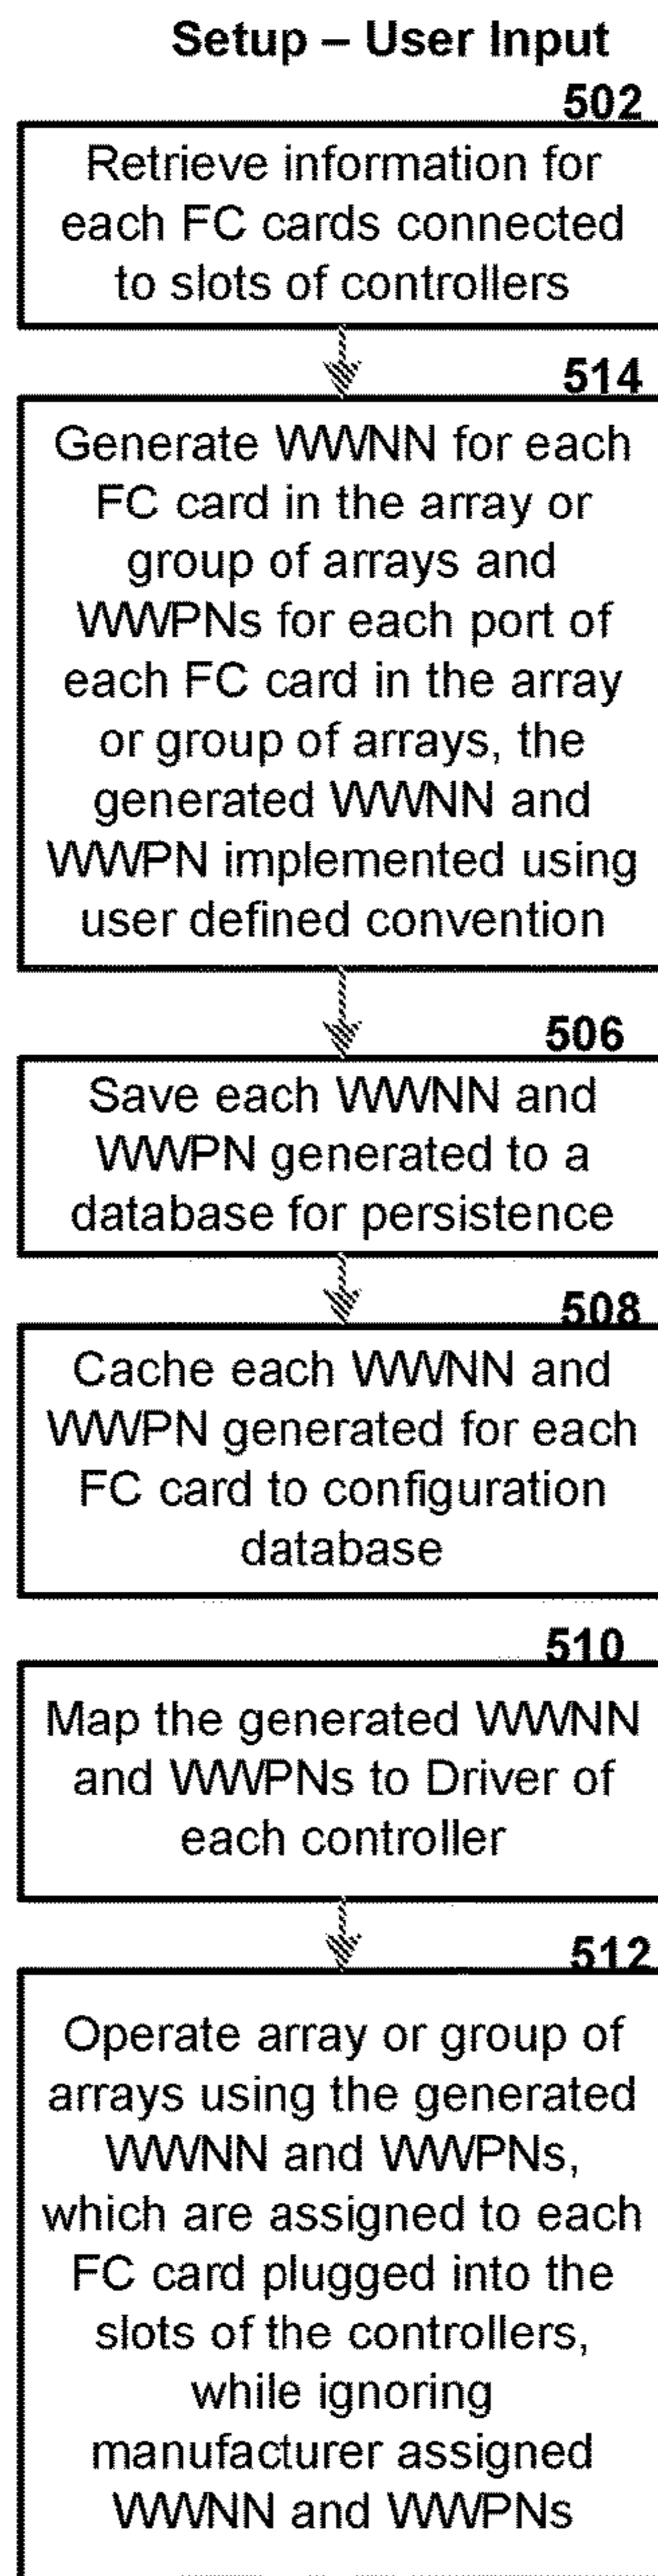 Setup – User Input
502
Retrieve information for
each FC cards connected
to slots of controllers
514
Generate WWNN for each
FC card in the array or
group of arrays and
WWPNs for each port of
each FC card in the array
or group of arrays, the
generated WWNN and
WWPN implemented using
user defined convention
506
Save each WWNN and
WWPN generated to a
database for persistence
508
Cache each WWNN and
WWPN generated for each
FC card to configuration
database
510
Map the generated WWNN
and WWPNs to Driver of
each controller
512
Operate array or group of
arrays using the generated
WWNN and WWPNs,
which are assigned to each
FC card plugged into the
slots of the controllers,
while ignoring
manufacturer assigned
WWNN and WWPNs